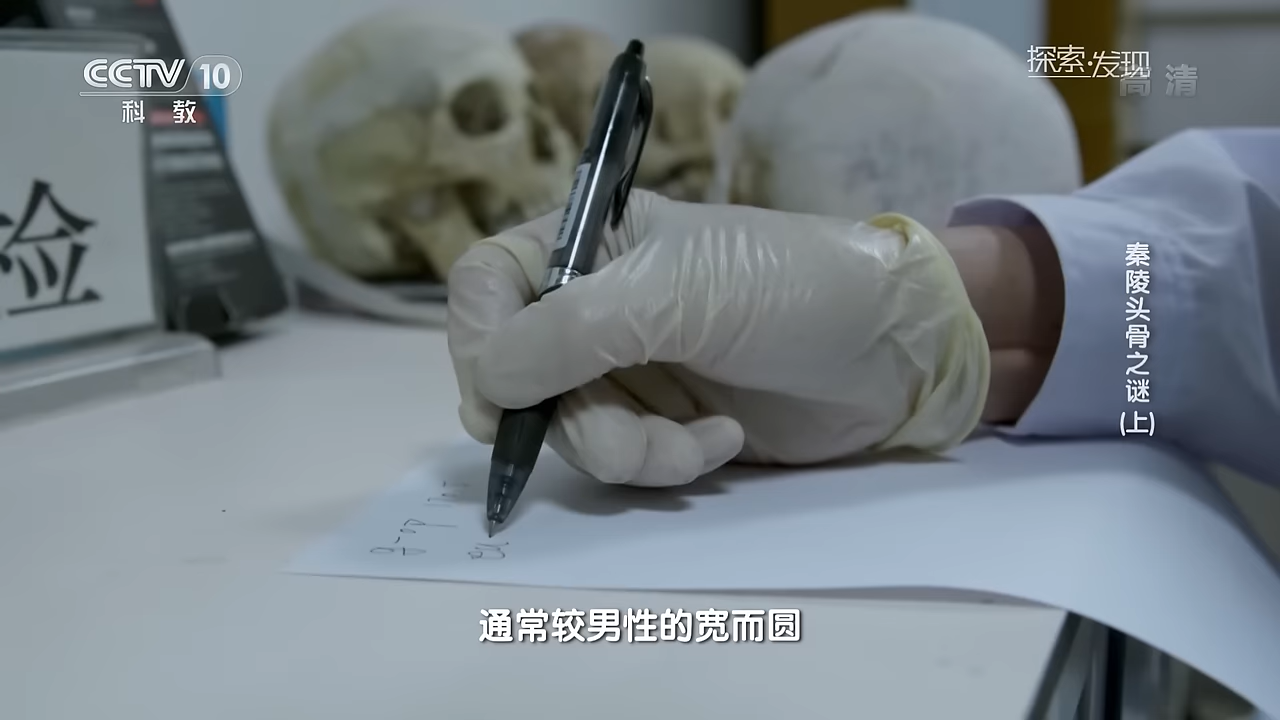 CCTV 10
科 教
探索·发现
高清
检
秦陵头骨之谜(上)
通常较男性的宽而圆